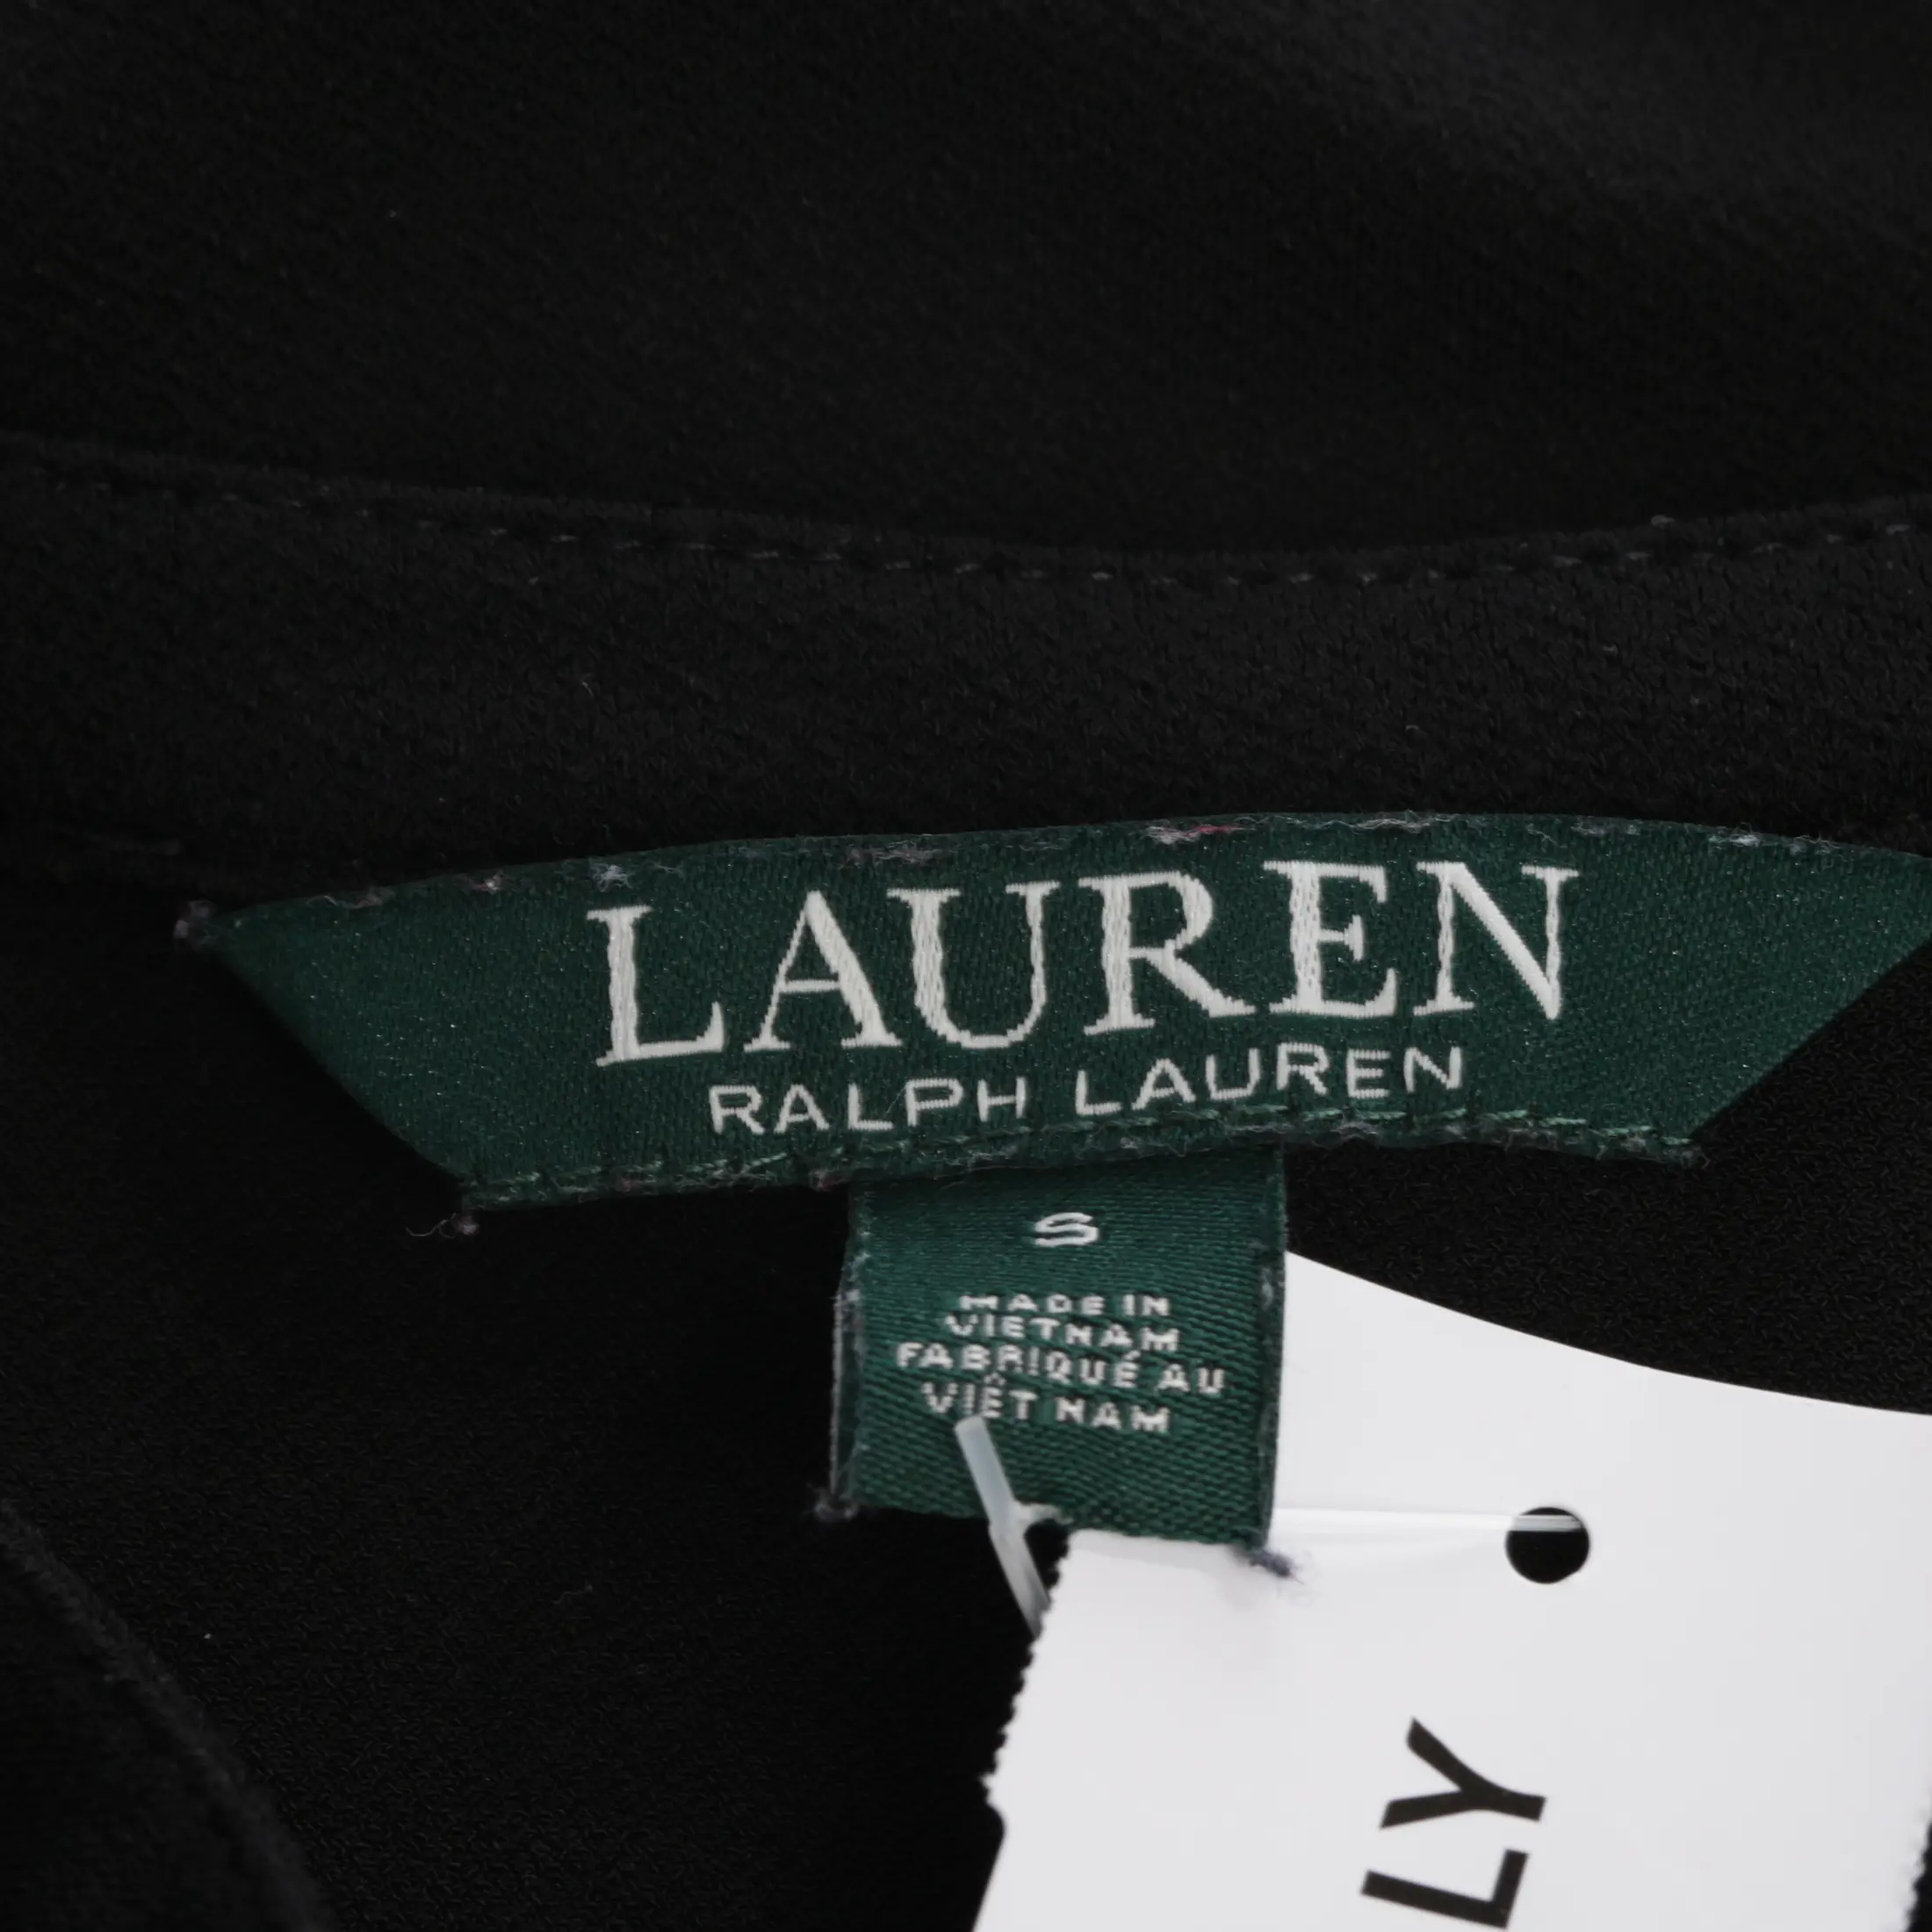 LAUREN
RALPH LAUREN
S
MADE IN
VIETNAM
FABRIQUÉ AU
VIÊT NAM
LY